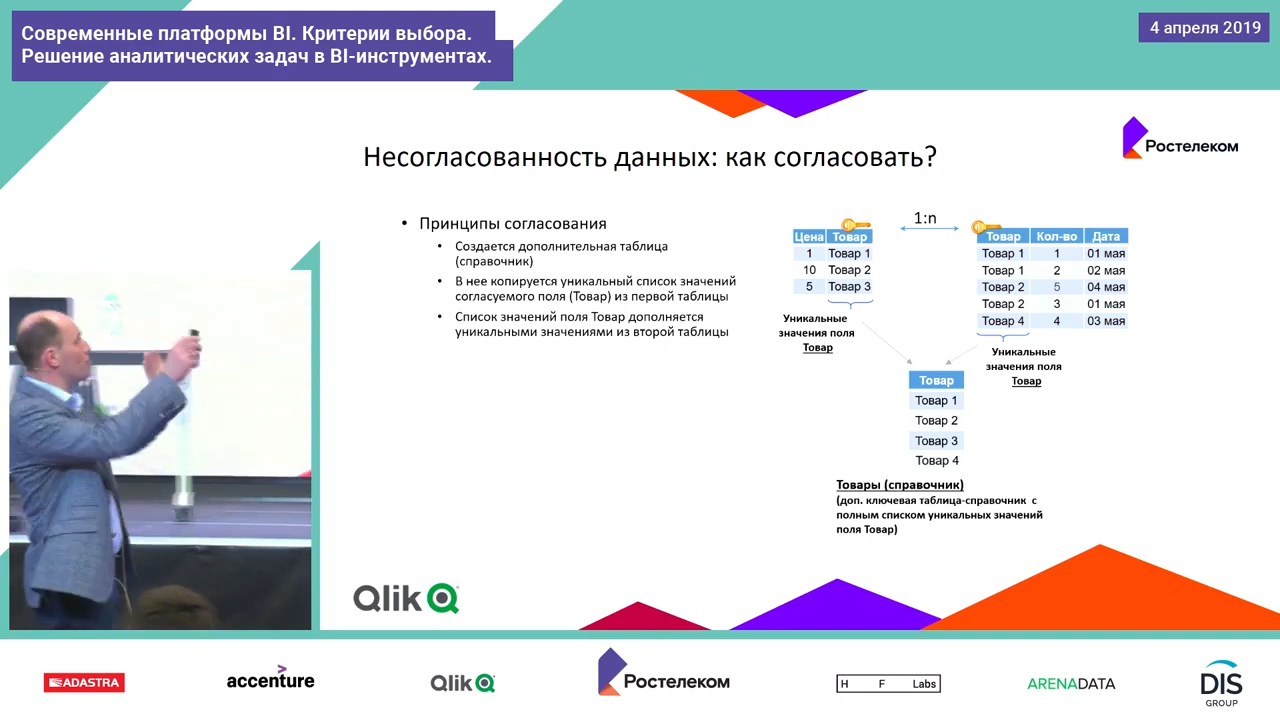 Современные платформы BI. Критерии выбора.
Решение аналитических задач в BI-инструментах.
4 апреля 2019
Ростелеком
Несогласованность данных: как согласовать?
• Принципы согласования
• Создается дополнительная таблица
(справочник)
• В нее копируется уникальный список значений
согласуемого поля (Товар) из первой таблицы
• Список значений поля Товар дополняется
уникальными значениями из второй таблицы
1:n
Цена Товар
1 Товар 1
10 Товар 2
5 Товар 3
Уникальные
значения поля
Товар
Товар Кол-во Дата
Товар 1 1 01 мая
Товар 1 2 02 мая
Товар 2 5 04 мая
Товар 2 3 01 мая
Товар 4 4 03 мая
Уникальные
значения поля
Товар
Товар
Товар 1
Товар 2
Товар 3
Товар 4
Товары (справочник)
(доп. ключевая таблица-справочник с
полным списком уникальных значений
поля Товар)
Qlik
ADASTRA
accenture
Qlik
Ростелеком
H F Labs
ARENADATA
DIS
GROUP